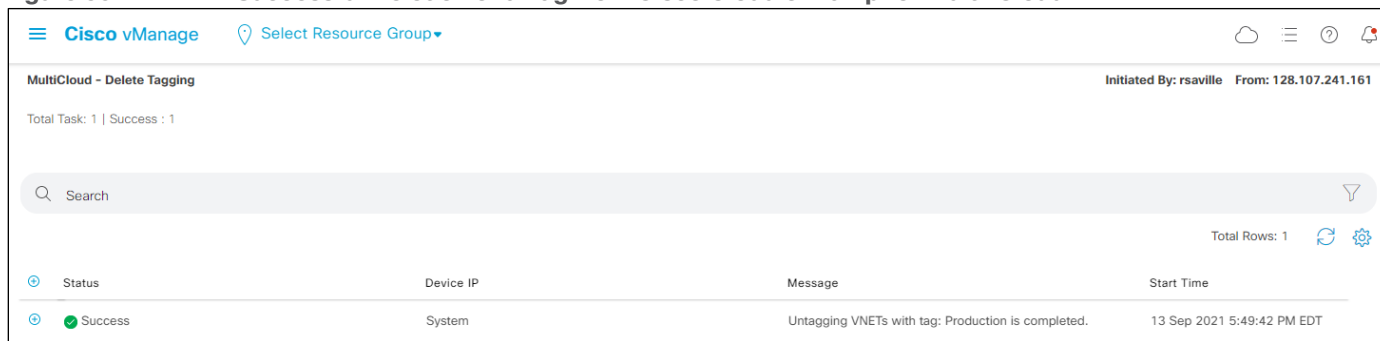 Cisco vManage Select Resource Group▾
MultiCloud - Delete Tagging Initiated By: rsaville From: 128.107.241.161
Total Task: 1 | Success : 1
Search
Total Rows: 1
Status Device IP Message Start Time
Success System Untagging VNETs with tag: Production is completed. 13 Sep 2021 5:49:42 PM EDT